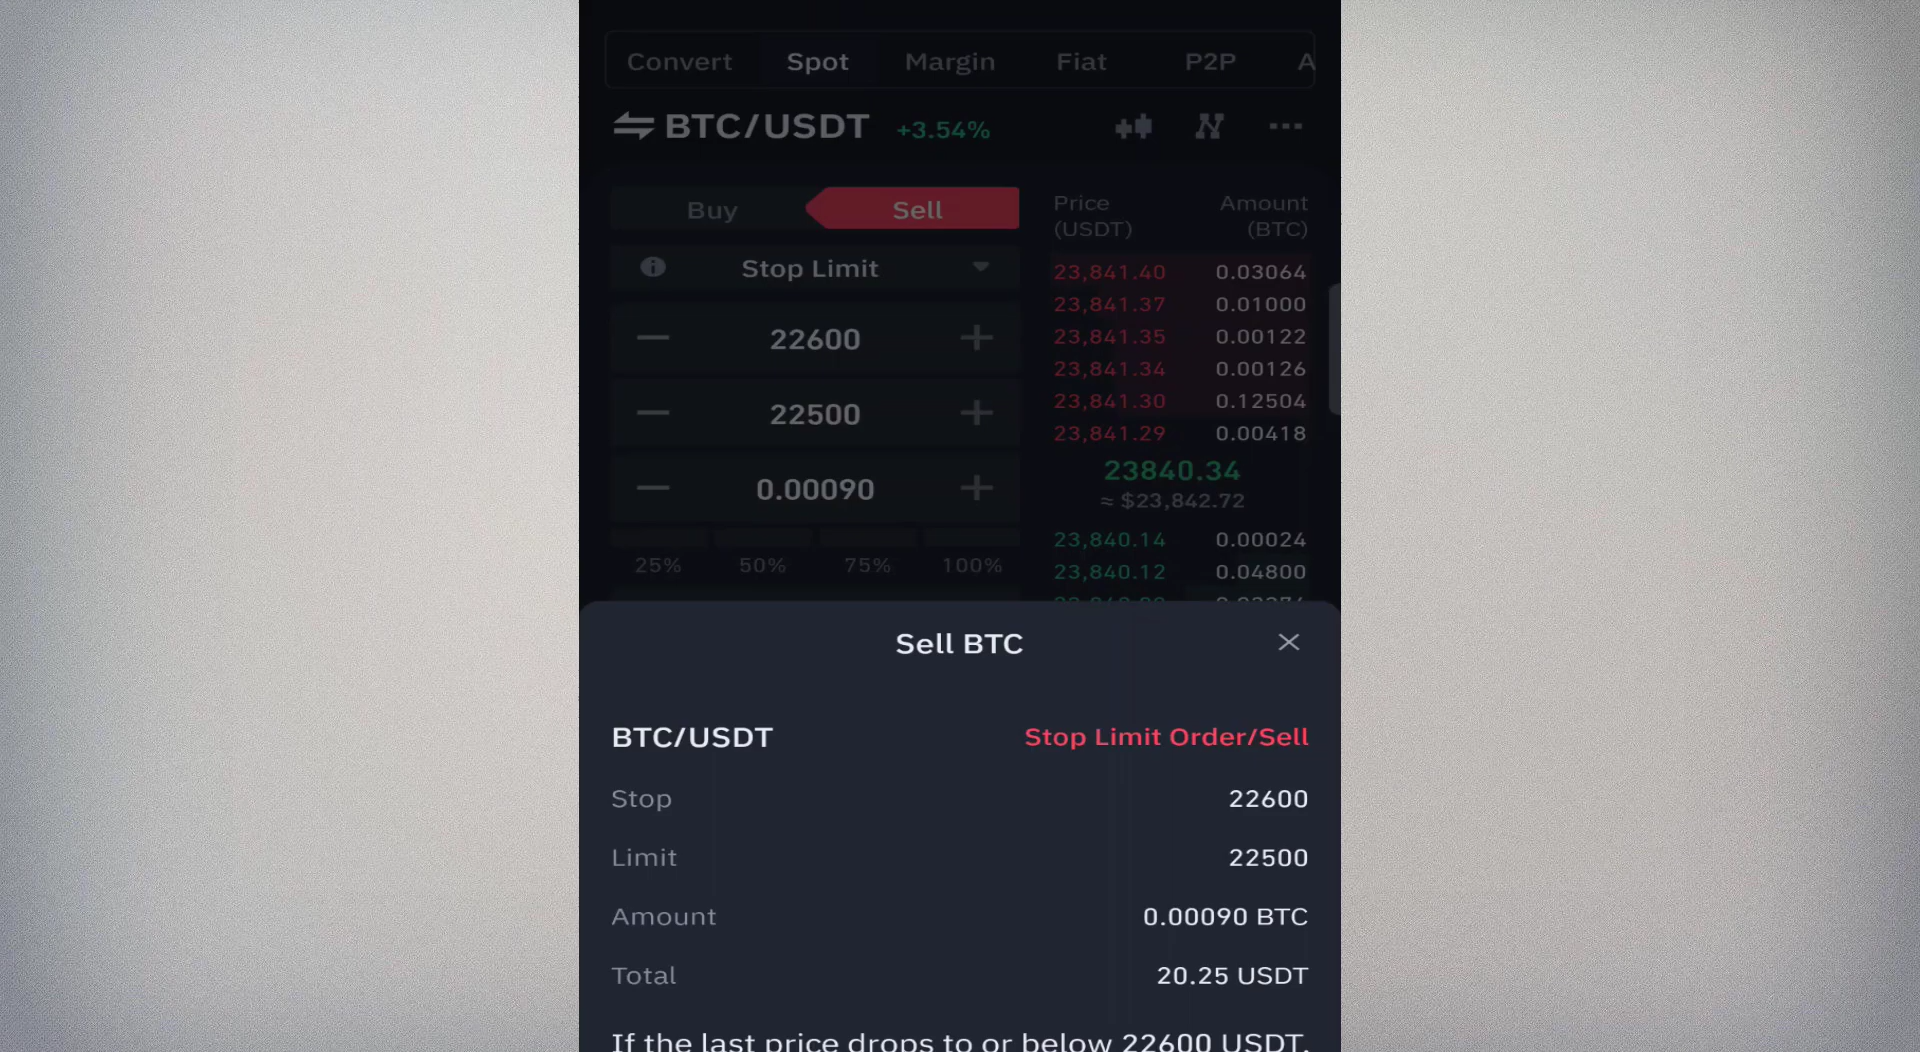 Convert Spot Margin Fiat P2P A
BTC/USDT +3.54%
Buy Sell
Stop Limit
22600
22500
0.00090
25% 50% 75% 100%
Price Amount
(USDT) (BTC)
23,841.40 0.03064
23,841.37 0.01000
23,841.35 0.00122
23,841.34 0.00126
23,841.30 0.12504
23,841.29 0.00418
23840.34
≈ $23,842.72
23,840.14 0.00024
23,840.12 0.04800
Sell BTC
BTC/USDT Stop Limit Order/Sell
Stop 22600
Limit 22500
Amount 0.00090 BTC
Total 20.25 USDT
If the last price drops to or below 22600 USDT,